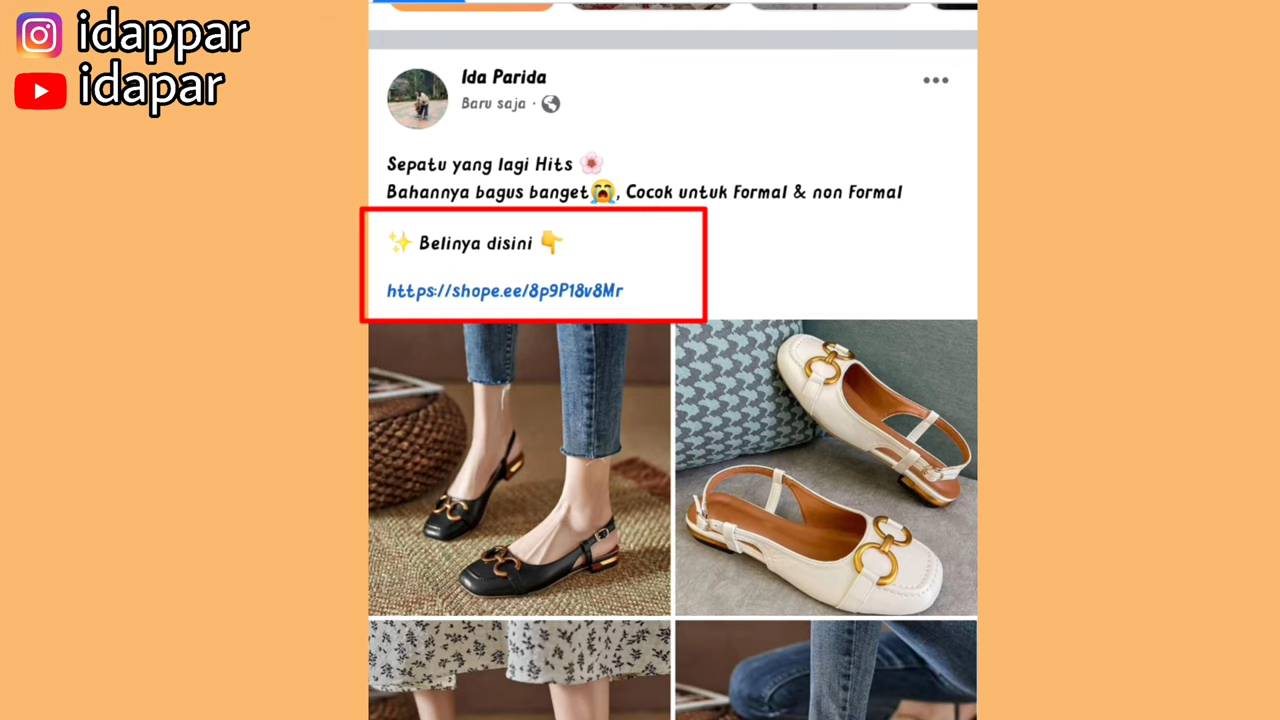 idappar
idapar
Ida Parida
Baru saja ·
Sepatu yang lagi Hits 🌸
Bahannya bagus banget😭, Cocok untuk Formal & non Formal
✨ Belinya disini 👇
https://shope.ee/8p9P18v8Mr